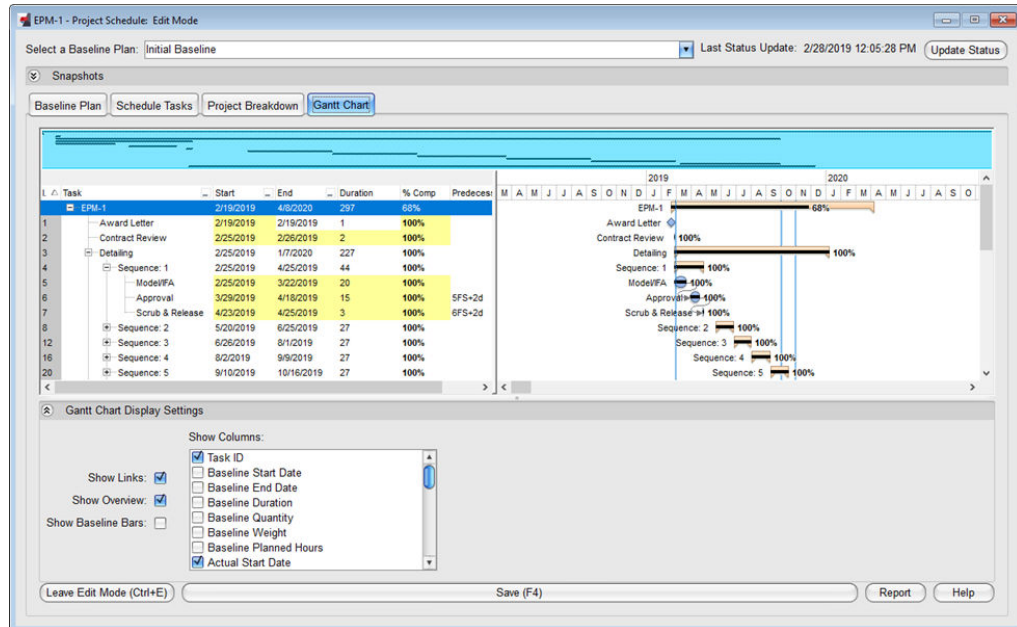 EPM-1 - Project Schedule: Edit Mode
Select a Baseline Plan: Initial Baseline Last Status Update: 2/28/2019 12:05:28 PM Update Status
Snapshots
Baseline Plan Schedule Tasks Project Breakdown Gantt Chart
2019 2020
Task Start End Duration % Comp Predecess M A M J J A S O N D J F M A M J J A S O N D J F M A M J J A S O
EPM-1 2/19/2019 4/8/2020 297 68% EPM-1 68%
1 Award Letter 2/19/2019 2/19/2019 1 100% Award Letter
2 Contract Review 2/25/2019 2/26/2019 2 100% Contract Review 100%
3 Detailing 2/25/2019 1/7/2020 227 100% Detailing 100%
4 Sequence: 1 2/25/2019 4/25/2019 44 100% Sequence: 1 100%
5 Model/IFA 2/25/2019 3/22/2019 20 100% Model/IFA 100%
6 Approval 3/29/2019 4/18/2019 15 100% 5FS+2d Approval 100%
7 Scrub & Release 4/23/2019 4/25/2019 3 100% 6FS+2d Scrub & Release 100%
8 Sequence: 2 5/20/2019 6/25/2019 27 100% Sequence: 2 100%
12 Sequence: 3 6/26/2019 8/1/2019 27 100% Sequence: 3 100%
16 Sequence: 4 8/2/2019 9/9/2019 27 100% Sequence: 4 100%
20 Sequence: 5 9/10/2019 10/16/2019 27 100% Sequence: 5 100%
Gantt Chart Display Settings
Show Columns:
Task ID
Show Links: Baseline Start Date
Baseline End Date
Show Overview: Baseline Duration
Baseline Quantity
Show Baseline Bars: Baseline Weight
Baseline Planned Hours
Actual Start Date
Leave Edit Mode (Ctrl+E) Save (F4) Report Help